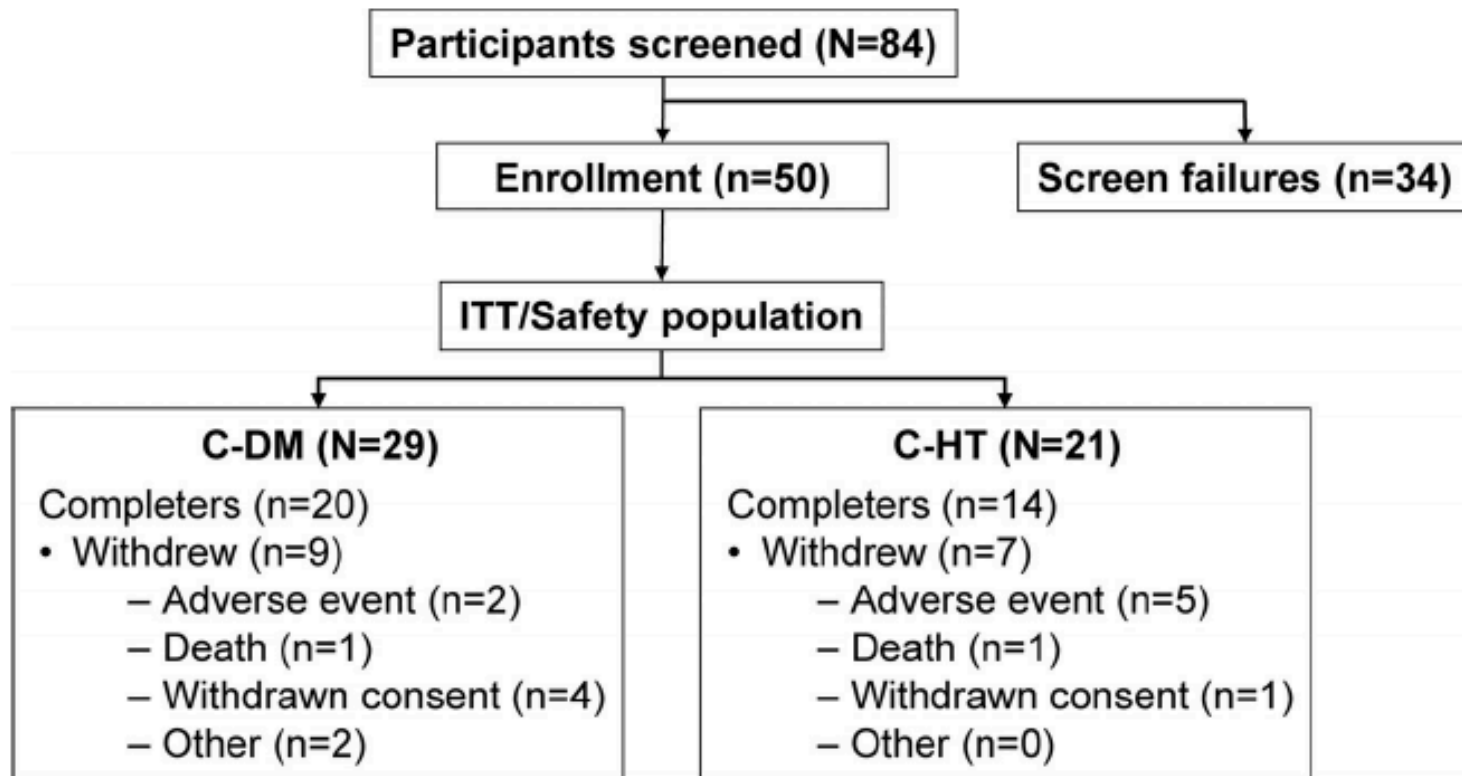 Participants screened (N=84)
Enrollment (n=50)
Screen failures (n=34)
ITT/Safety population
C-DM (N=29)
Completers (n=20)
• Withdrew (n=9)
– Adverse event (n=2)
– Death (n=1)
– Withdrawn consent (n=4)
– Other (n=2)
C-HT (N=21)
Completers (n=14)
• Withdrew (n=7)
– Adverse event (n=5)
– Death (n=1)
– Withdrawn consent (n=1)
– Other (n=0)